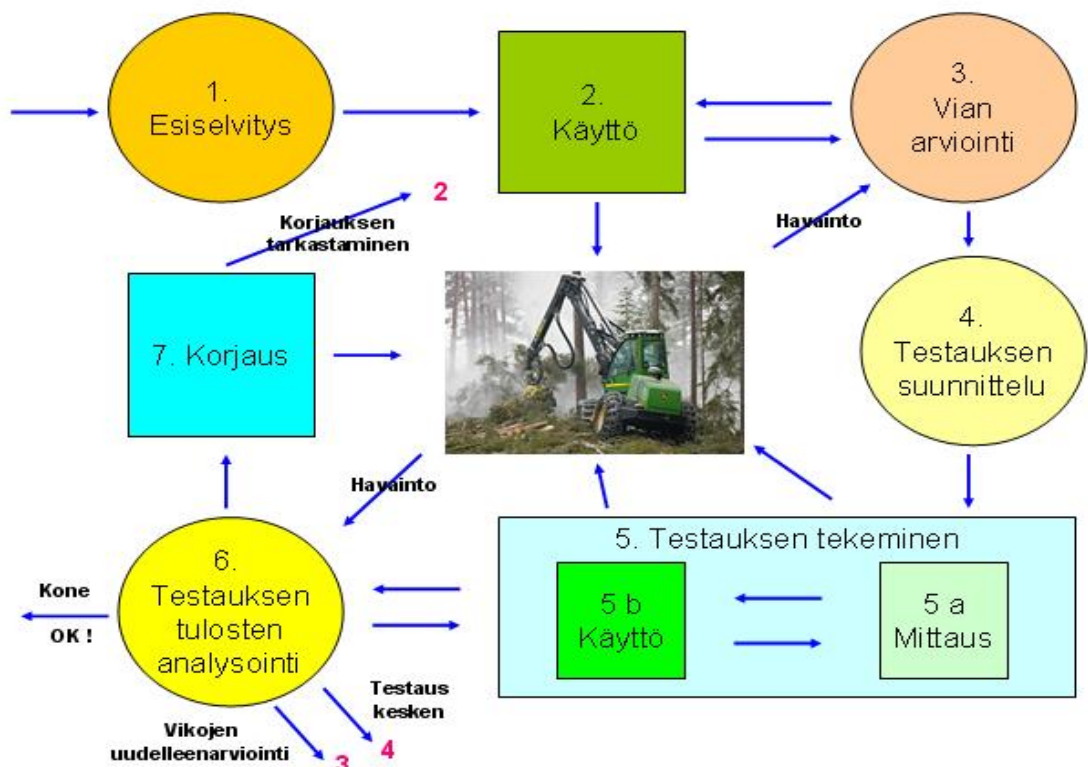 1.
Esiselvitys
2.
Käyttö
3.
Vian
arviointi
2
Korjauksen
tarkastaminen
Havainto
7. Korjaus
4.
Testauksen
suunnittelu
Havainto
5. Testauksen tekeminen
5 b
Käyttö
5 a
Mittaus
6.
Testauksen
tulosten
analysointi
Kone
OK !
Testaus
kesken
Vikojen
uudelleenarviointi
3
4